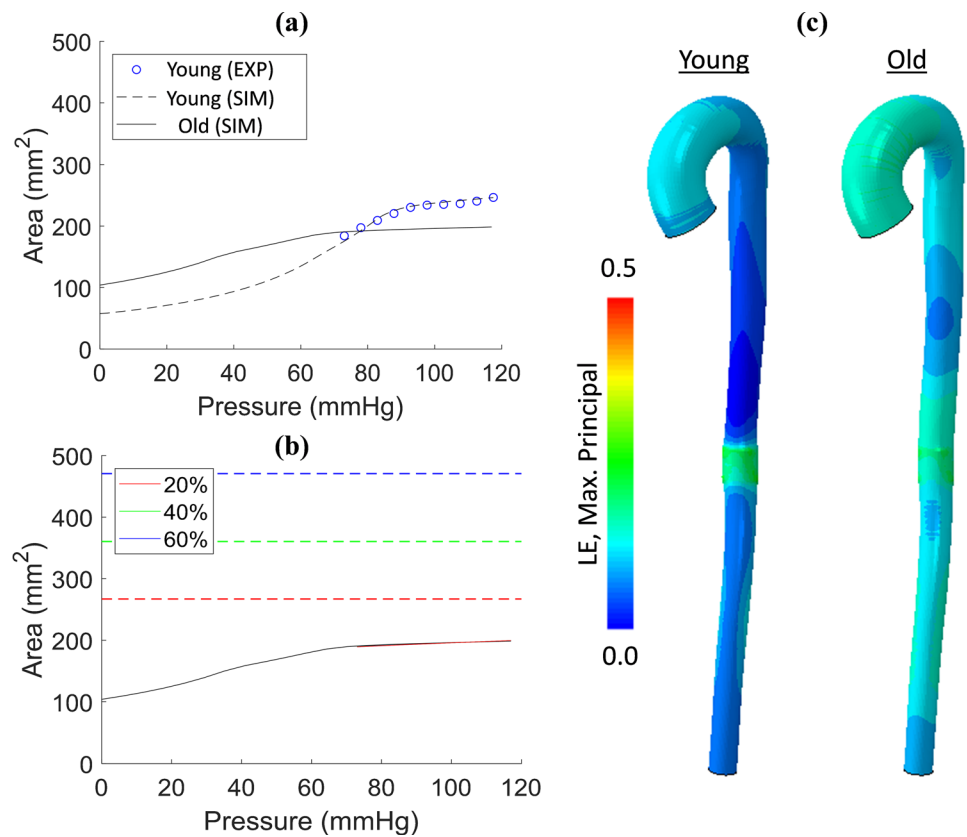 (a)
500
400
300
200
100
0
Area (mm²)
Young (EXP)
Young (SIM)
Old (SIM)
0 20 40 60 80 100 120
Pressure (mmHg)
(b)
500
400
300
200
100
0
Area (mm²)
20%
40%
60%
0 20 40 60 80 100 120
Pressure (mmHg)
(c)
Young Old
0.5
LE, Max. Principal
0.0